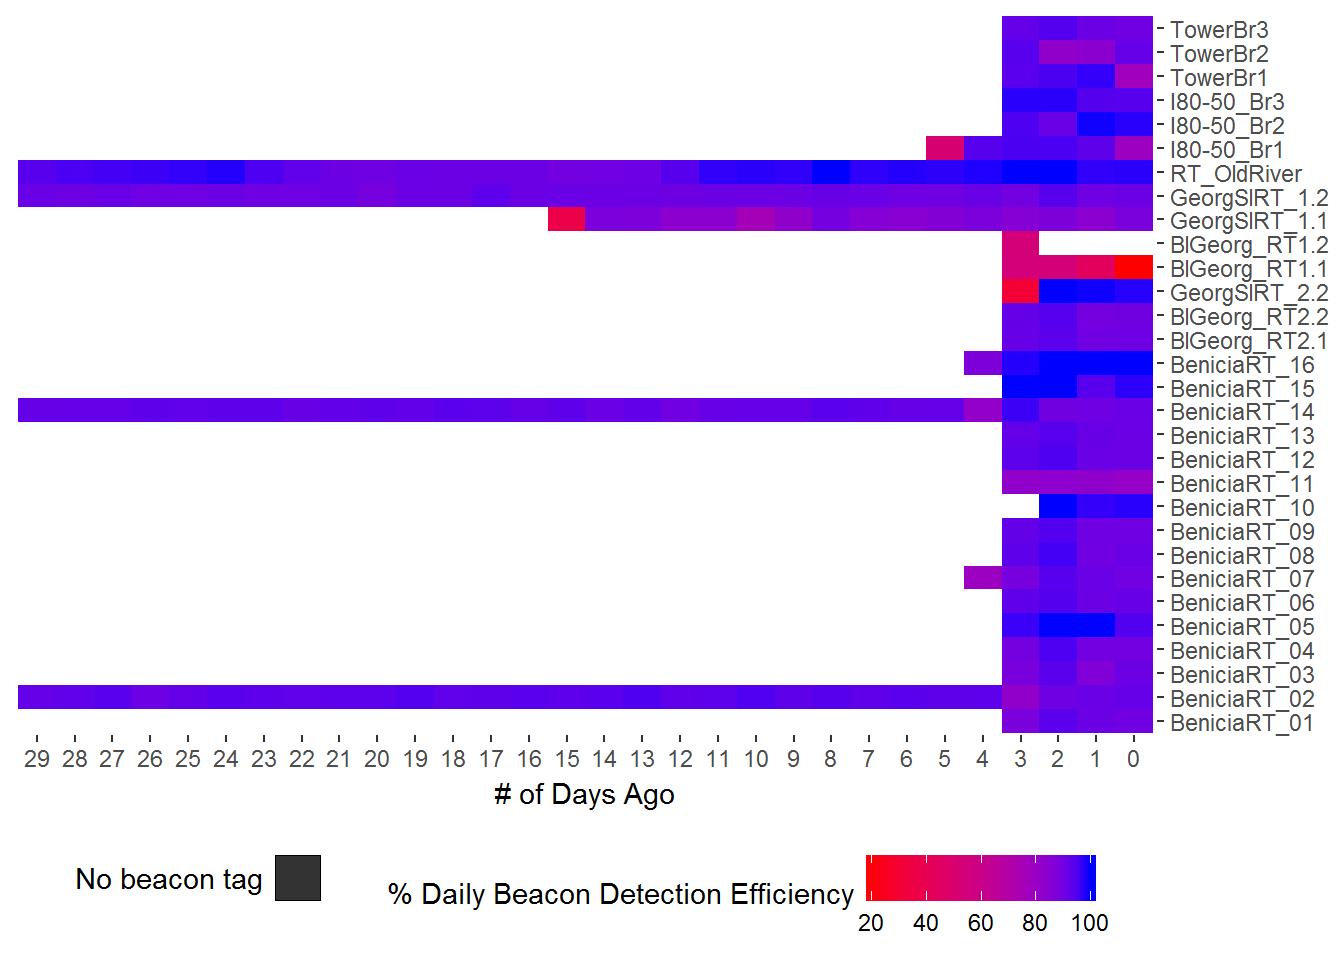 TowerBr3
TowerBr2
TowerBr1
I80-50_Br3
I80-50_Br2
I80-50_Br1
RT_OldRiver
GeorgSlRT_1.2
GeorgSlRT_1.1
BlGeorg_RT1.2
BlGeorg_RT1.1
GeorgSlRT_2.2
BlGeorg_RT2.2
BlGeorg_RT2.1
BeniciaRT_16
BeniciaRT_15
BeniciaRT_14
BeniciaRT_13
BeniciaRT_12
BeniciaRT_11
BeniciaRT_10
BeniciaRT_09
BeniciaRT_08
BeniciaRT_07
BeniciaRT_06
BeniciaRT_05
BeniciaRT_04
BeniciaRT_03
BeniciaRT_02
BeniciaRT_01
29 28 27 26 25 24 23 22 21 20 19 18 17 16 15 14 13 12 11 10 9 8 7 6 5 4 3 2 1 0
# of Days Ago
No beacon tag
% Daily Beacon Detection Efficiency
20 40 60 80 100